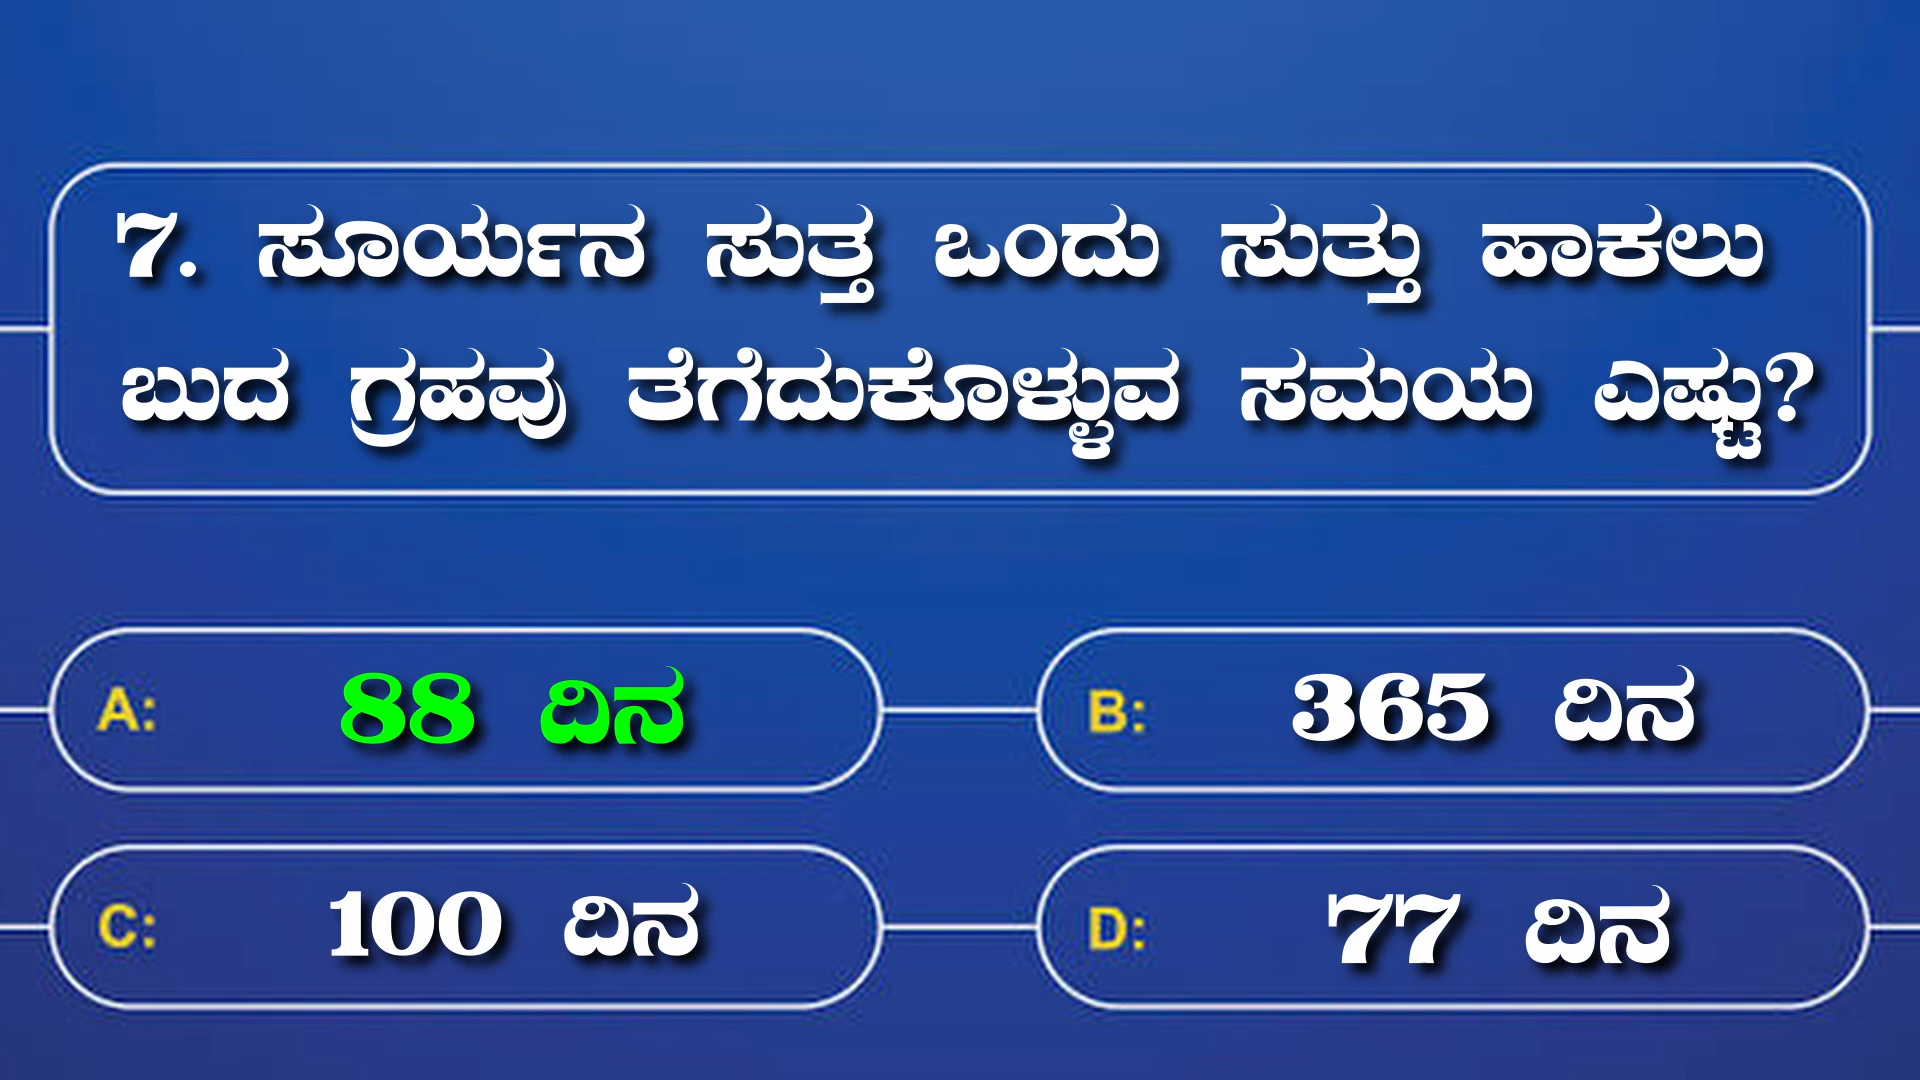 7. ಸೂರ್ಯನ ಸುತ್ತ ಒಂದು ಸುತ್ತು ಹಾಕಲು
ಬುದ ಗ್ರಹವು ತೆಗೆದುಕೊಳ್ಳುವ ಸಮಯ ಎಷ್ಟು?
A: 88 ದಿನ
B: 365 ದಿನ
C: 100 ದಿನ
D: 77 ದಿನ